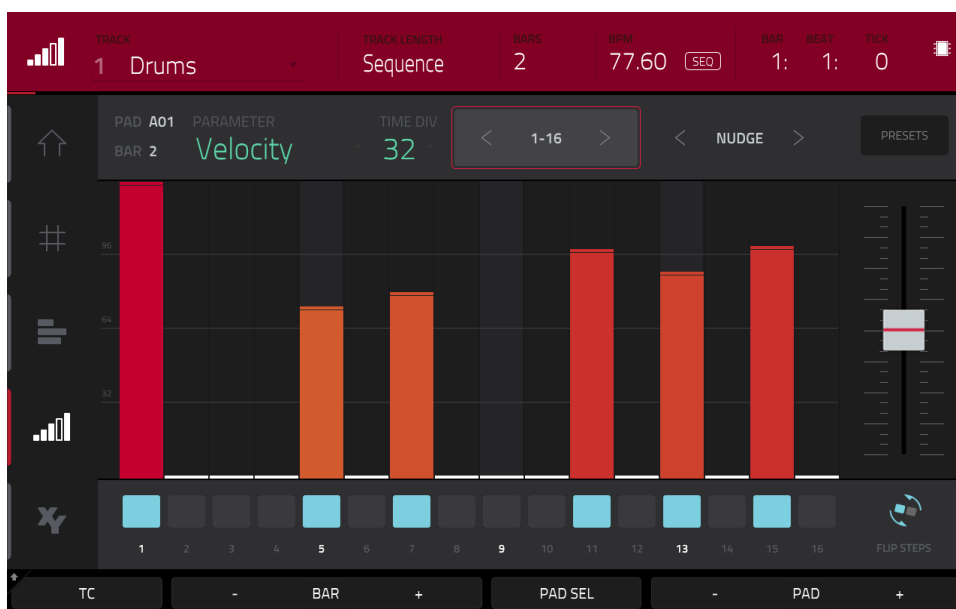 TRACK TRACK LENGTH BARS BPM BAR BEAT TICK
1 Drums Sequence 2 77.60 SEQ 1: 1: 0
PAD A01 PARAMETER TIME DIV
BAR 2 Velocity 32 < 1-16 > < NUDGE > PRESETS
96
64
32
XY
1 2 3 4 5 6 7 8 9 10 11 12 13 14 15 16 FLIP STEPS
TC - BAR + PAD SEL - PAD +